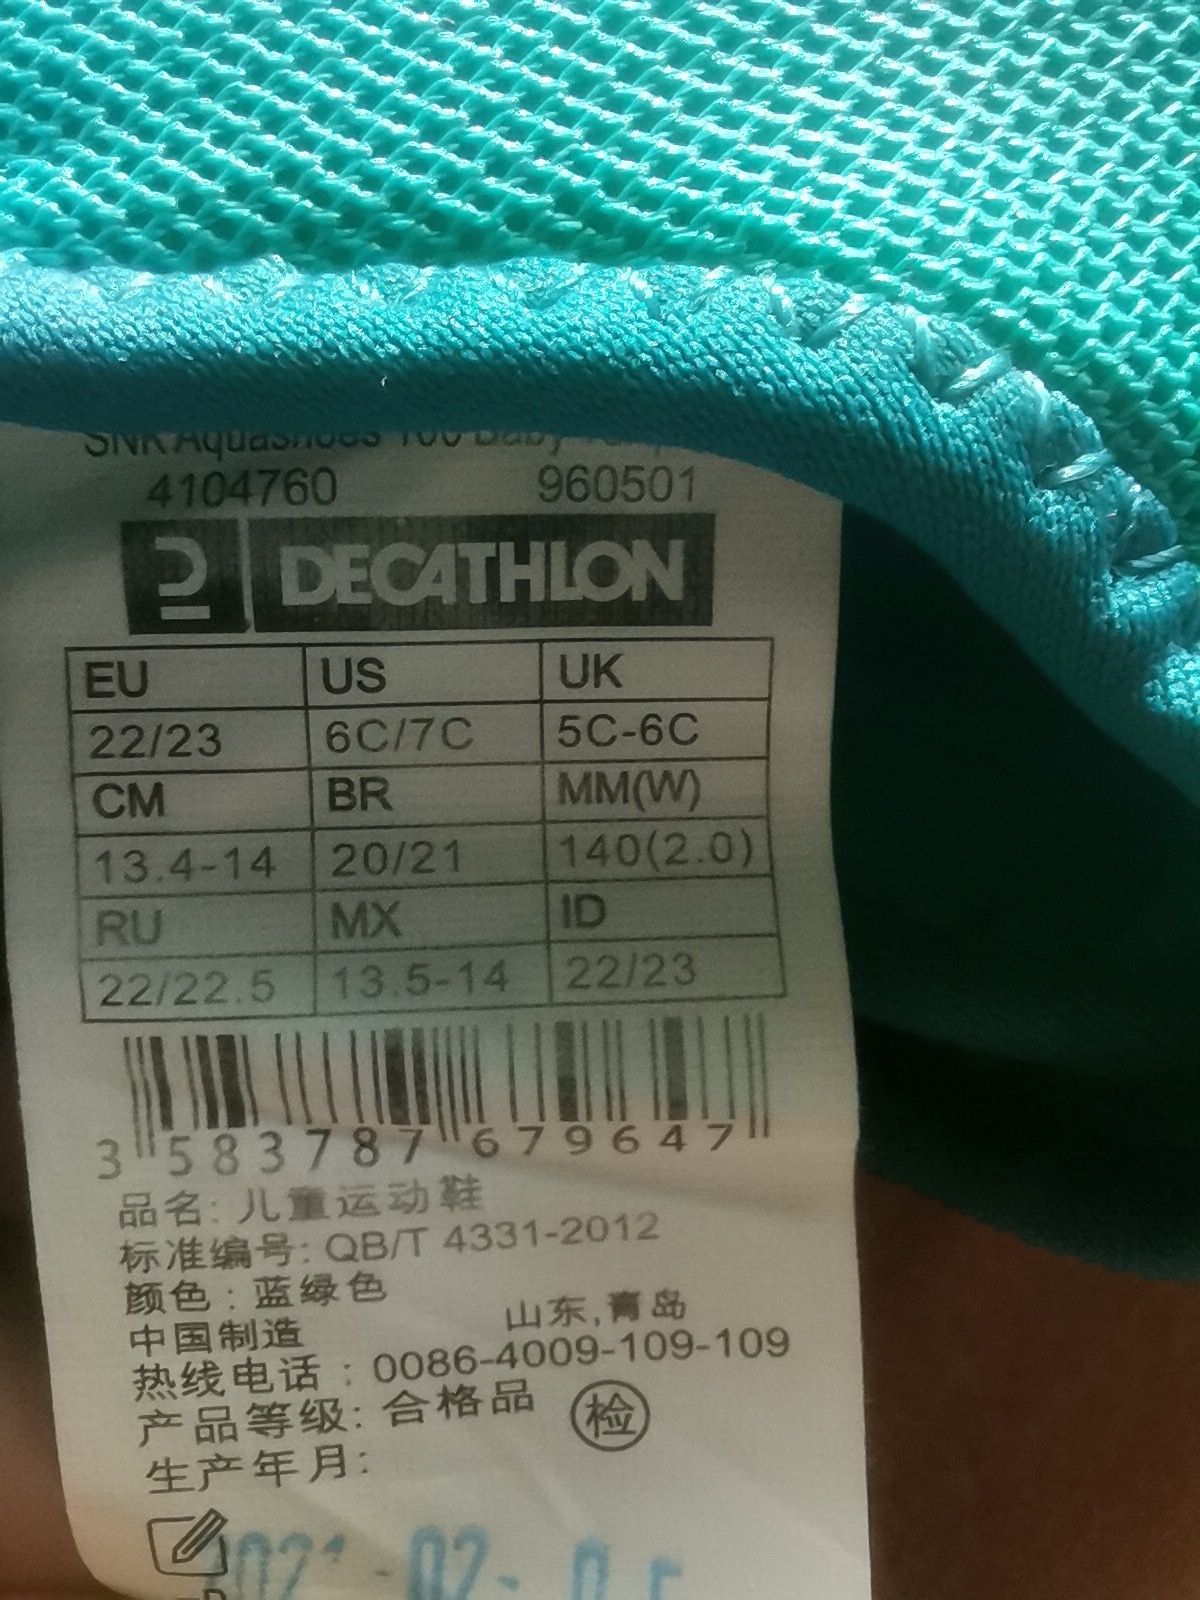 SNK Aquashoes 100 Baby
4104760 960501
DECATHLON
EU US UK
22/23 6C/7C 5C-6C
CM BR MM(W)
13.4-14 20/21 140(2.0)
RU MX ID
22/22.5 13.5-14 22/23
3 583787 679647
品名: 儿童运动鞋
标准编号: QB/T 4331-2012
颜色: 蓝绿色
中国制造 山东,青岛
热线电话: 0086-4009-109-109
产品等级: 合格品 检
生产年月: